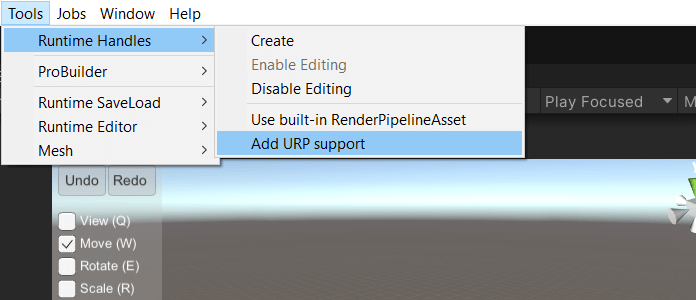 Tools Jobs Window Help
Runtime Handles
ProBuilder
Runtime SaveLoad
Runtime Editor
Mesh
Create
Enable Editing
Disable Editing
Use built-in RenderPipelineAsset
Add URP support
Play Focused
M
Undo Redo
View (Q)
Move (W)
Rotate (E)
Scale (R)